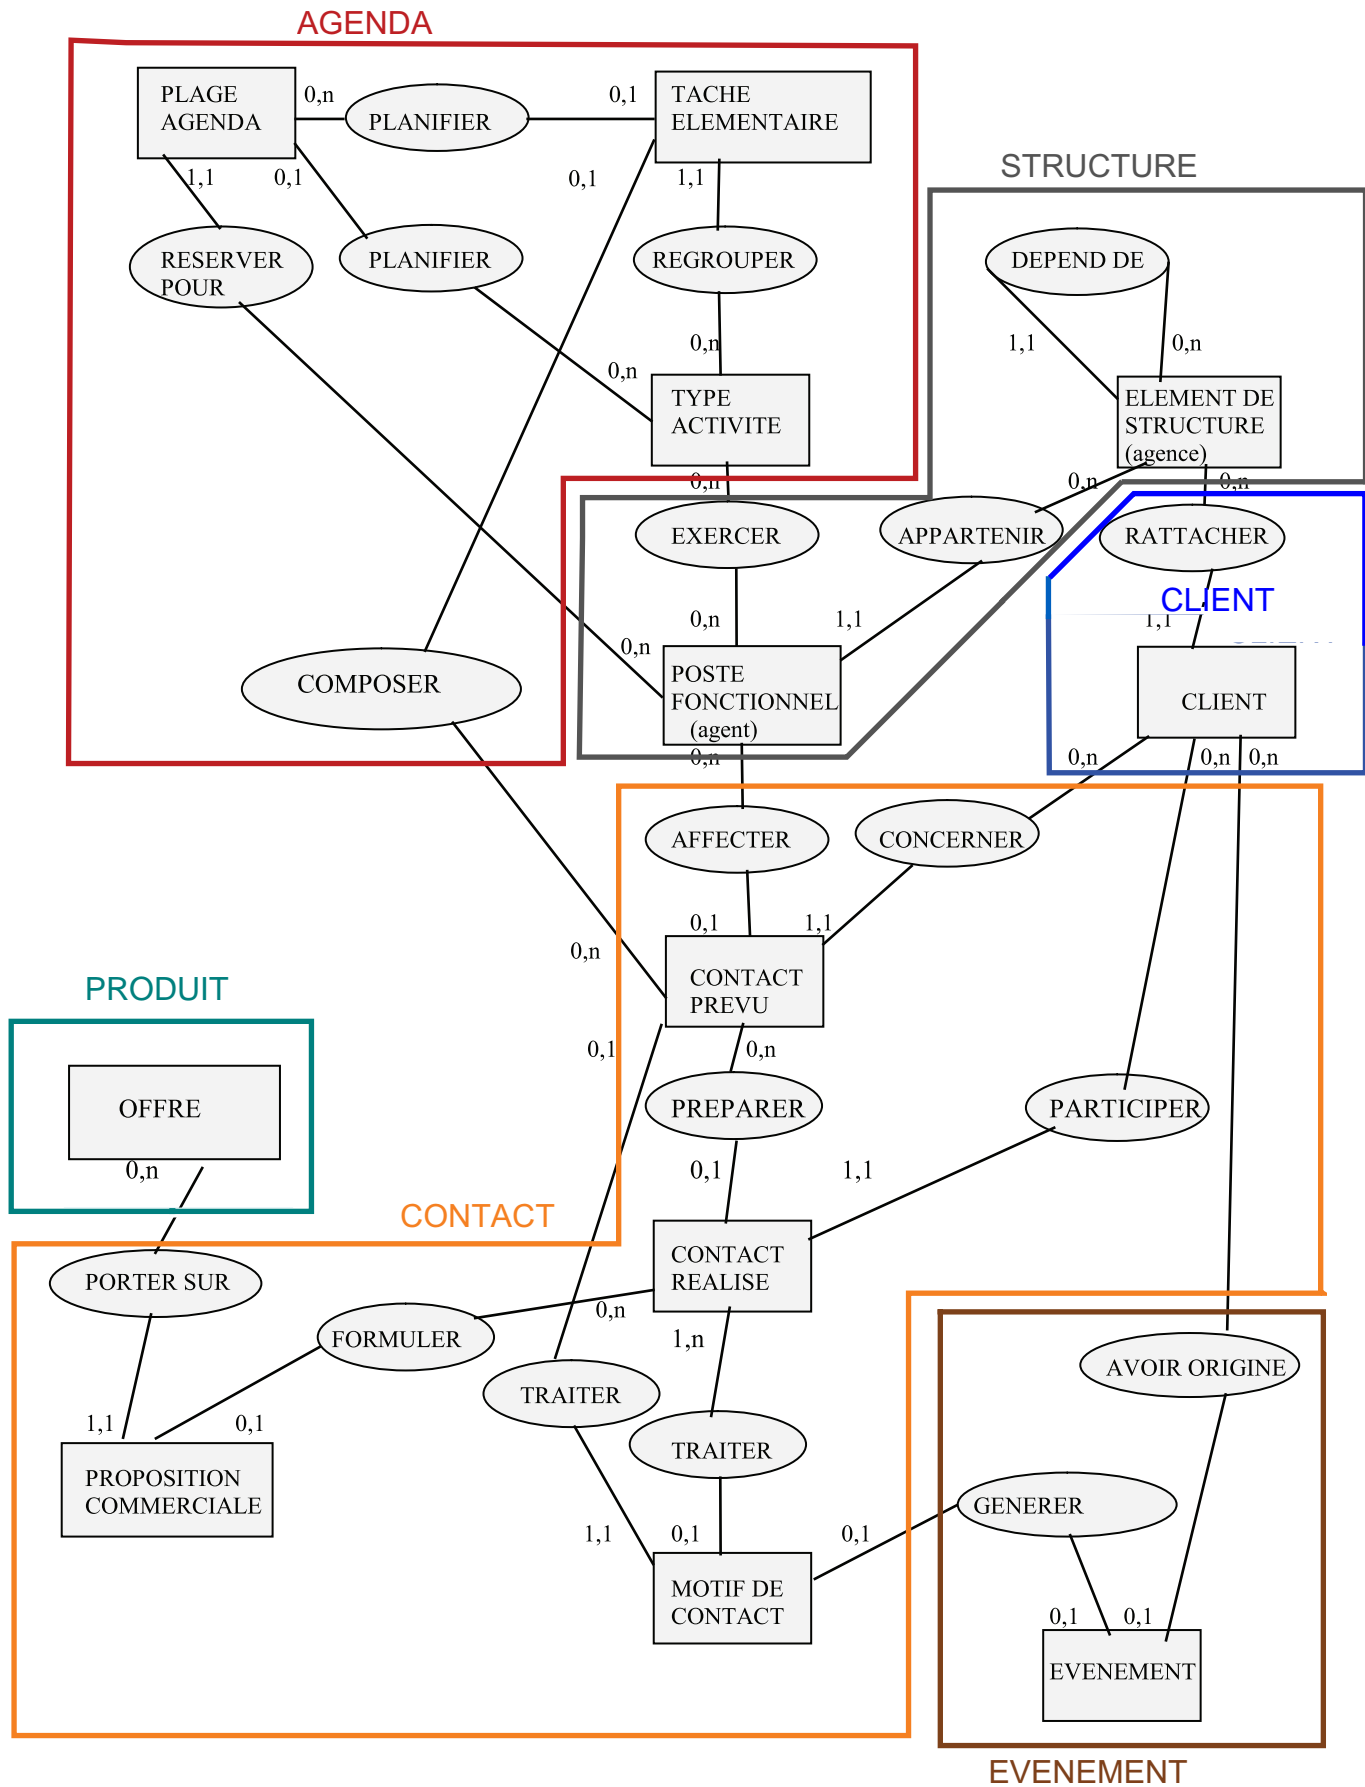 AGENDA
PLAGE
AGENDA
0,n
PLANIFIER
0,1
TACHE
ELEMENTAIRE
1,1
0,1
0,1
1,1
STRUCTURE
RESERVER
POUR
PLANIFIER
REGROUPER
DEPEND DE
0,n
0,n
1,1
0,n
TYPE
ACTIVITE
ELEMENT DE
STRUCTURE
(agence)
0,n
0,n
0,n
EXERCER
APPARTENIR
RATTACHER
CLIENT
0,n
1,1
1,1
0,n
COMPOSER
POSTE
FONCTIONNEL
(agent)
CLIENT
0,n
0,n
0,n
0,n
AFFECTER
CONCERNER
0,1
1,1
0,n
CONTACT
PREVU
PRODUIT
0,1
0,n
OFFRE
PREPARER
PARTICIPER
0,n
0,1
1,1
CONTACT
CONTACT
REALISE
PORTER SUR
0,n
FORMULER
1,n
AVOIR ORIGINE
TRAITER
1,1
0,1
TRAITER
PROPOSITION
COMMERCIALE
GENERER
1,1
0,1
0,1
MOTIF DE
CONTACT
0,1
0,1
EVENEMENT
EVENEMENT